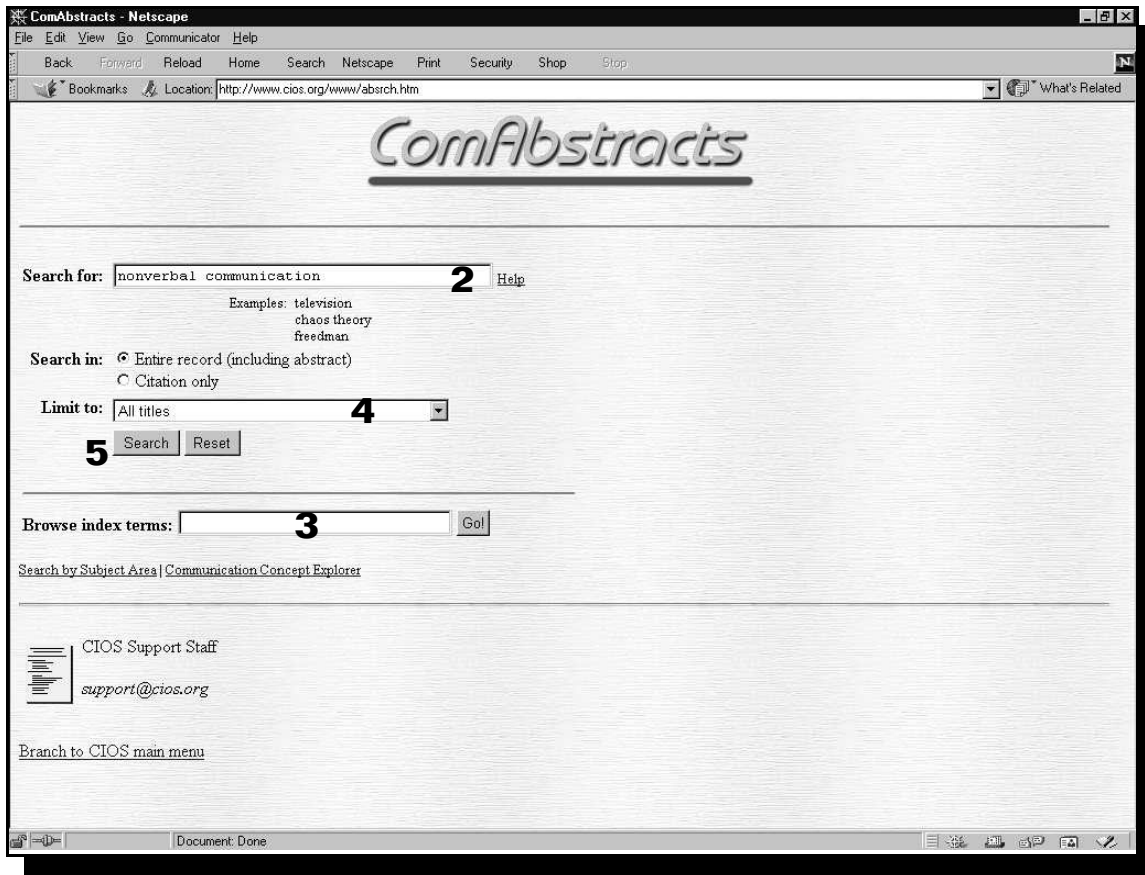 ComAbstracts - Netscape
File Edit View Go Communicator Help
Back Forward Reload Home Search Netscape Print Security Shop Stop N
Bookmarks Location: http://www.cios.org/www/absrch.htm What's Related
ComAbstracts
Search for: nonverbal communication 2 Help
Examples: television
chaos theory
freedman
Search in: Entire record (including abstract)
Citation only
Limit to: All titles 4
5 Search Reset
Browse index terms: 3 Go!
Search by Subject Area | Communication Concept Explorer
CIOS Support Staff
support@cios.org
Branch to CIOS main menu
Document: Done